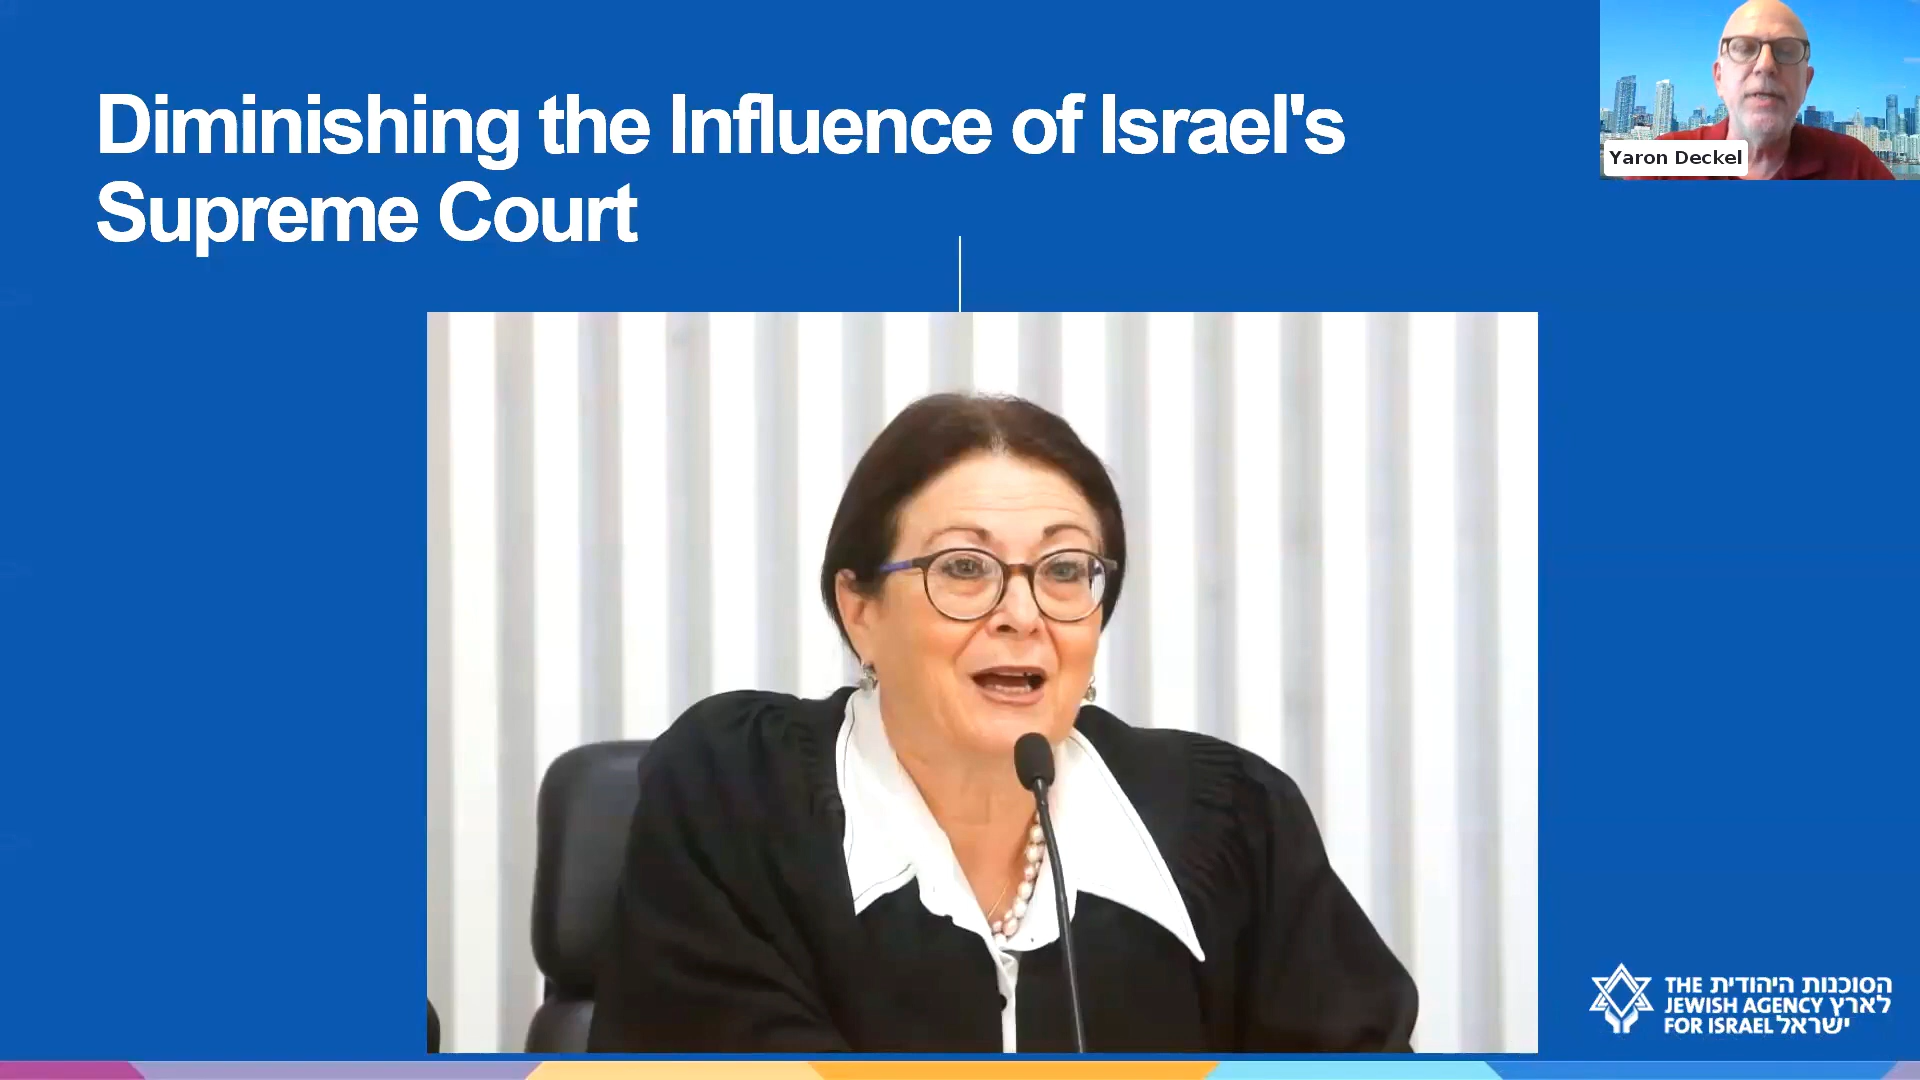 Diminishing the Influence of Israel's
Supreme Court
Yaron Deckel
THE הסוכנות היהודית
JEWISH AGENCY לארץ
FOR ISRAEL ישראל